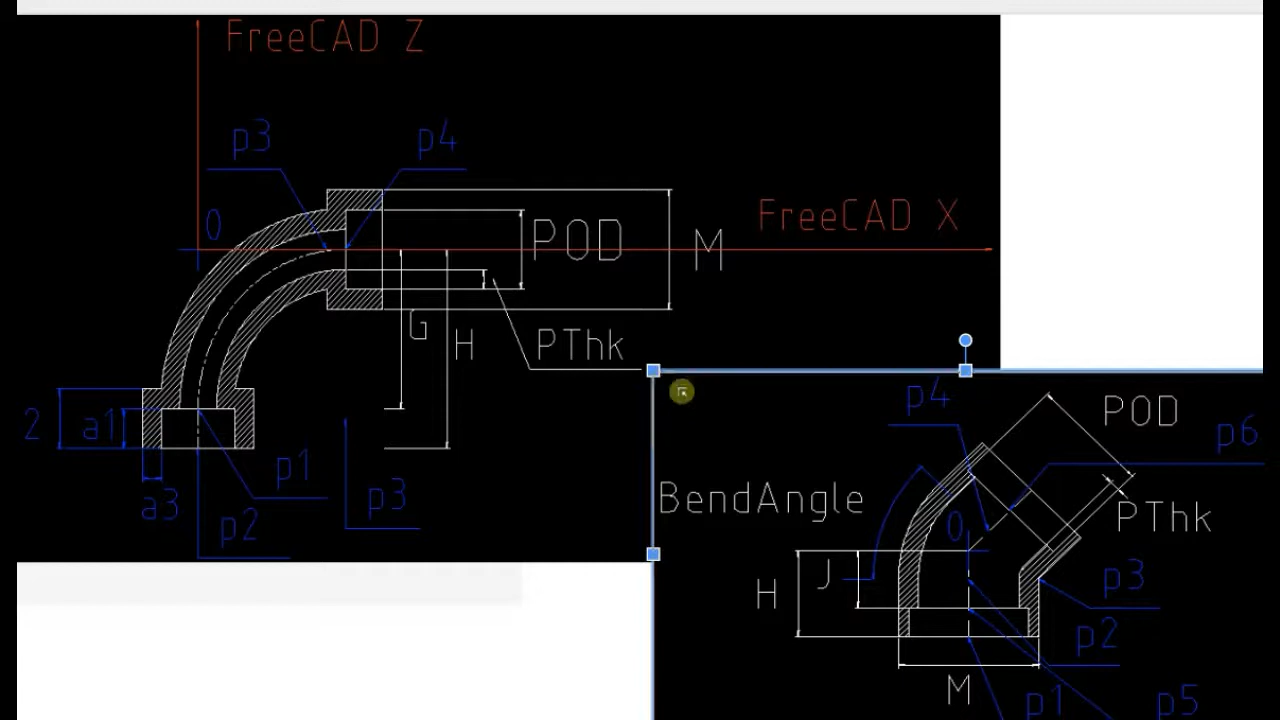 FreeCAD Z
p3
p4
0
FreeCAD X
POD
M
G
H
PThk
2
a1
p1
a3
p3
p2
p4
POD
p6
BendAngle
0
PThk
J
H
p3
p2
M
p1
p5